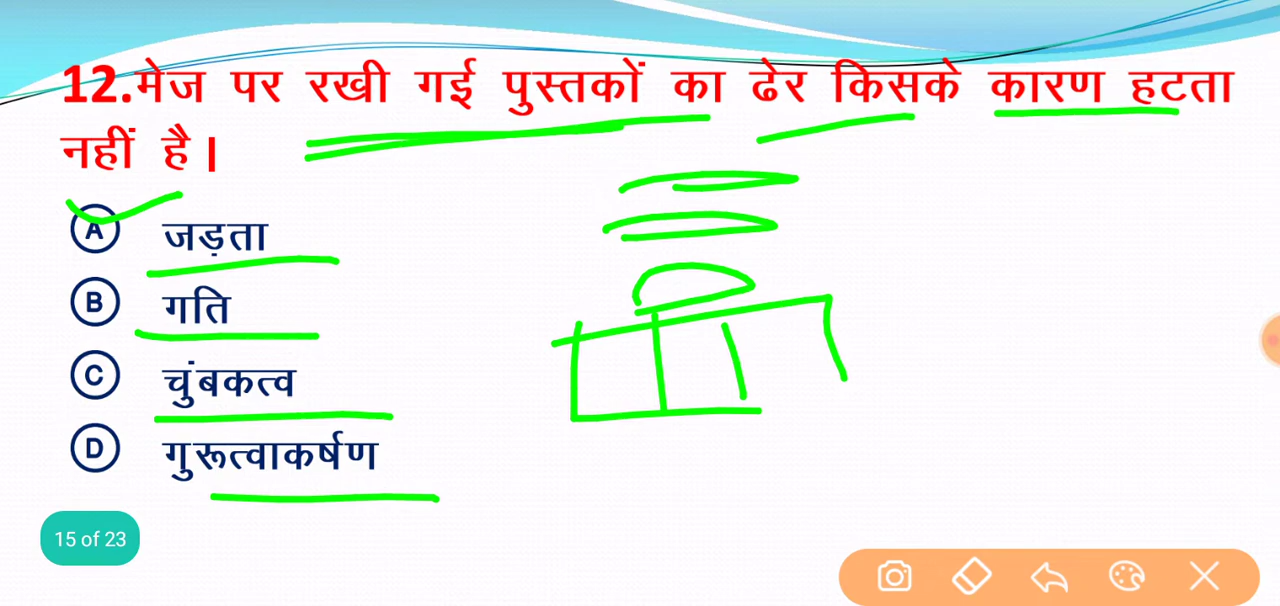 12.मेज पर रखी गई पुस्तकों का ढेर किसके कारण हटता
नहीं है।
A जड़ता
B गति
C चुंबकत्व
D गुरूत्वाकर्षण
15 of 23